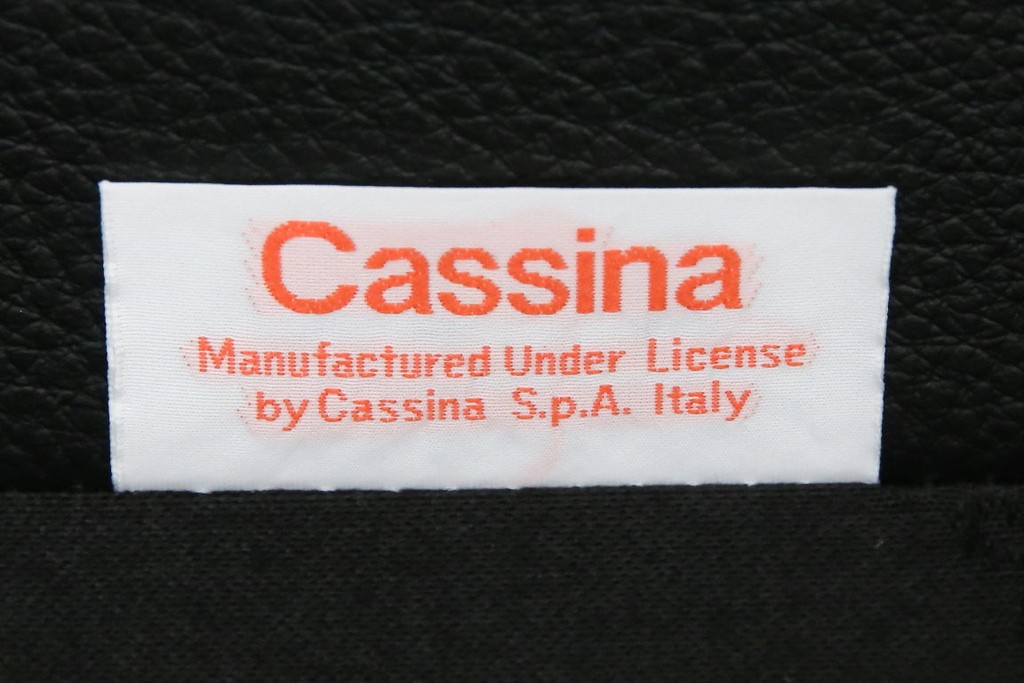 Cassina
Manufactured Under License
by Cassina S.p.A. Italy